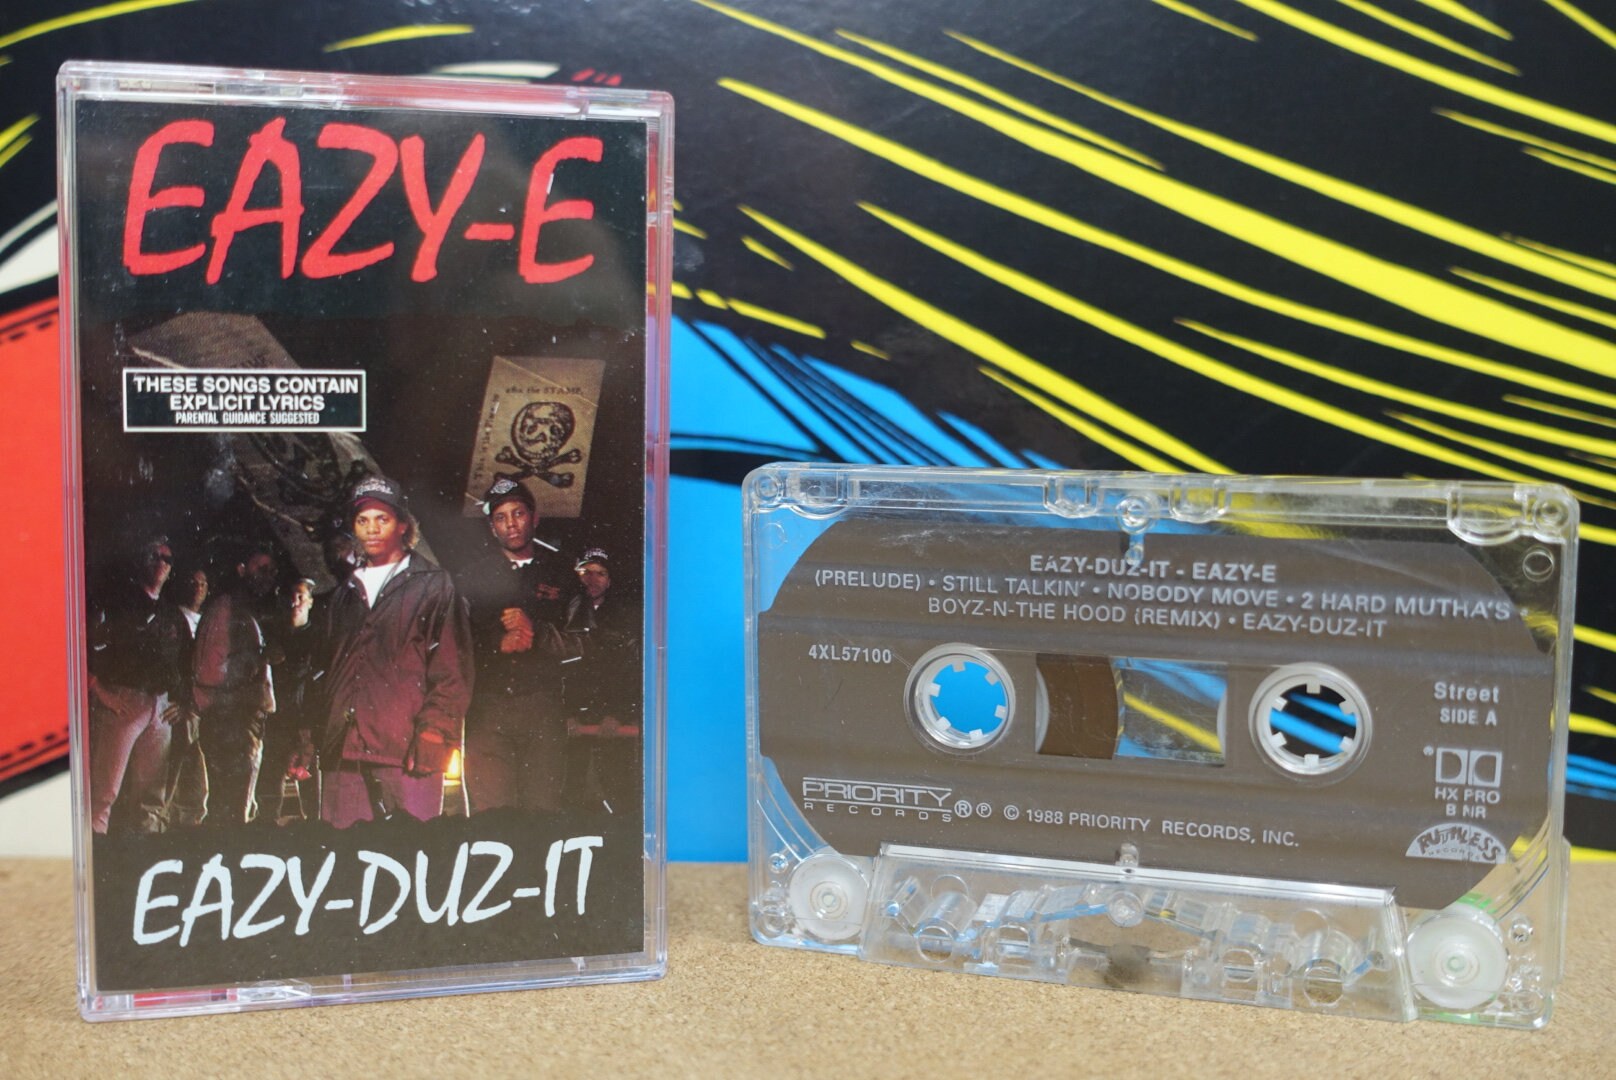 EAZY-E
THESE SONGS CONTAIN
EXPLICIT LYRICS
PARENTAL GUIDANCE SUGGESTED
EAZY-DUZ-IT
EAZY-DUZ-IT - EAZY-E
(PRELUDE) • STILL TALKIN' • NOBODY MOVE • 2 HARD MUTHA'S •
BOYZ-N-THE HOOD (REMIX) • EAZY-DUZ-IT
4XL57100
Street
SIDE A
HX PRO
B NR
PRIORITY
RECORDS® ℗ © 1988 PRIORITY RECORDS, INC.
RUTHLESS
RECORDS